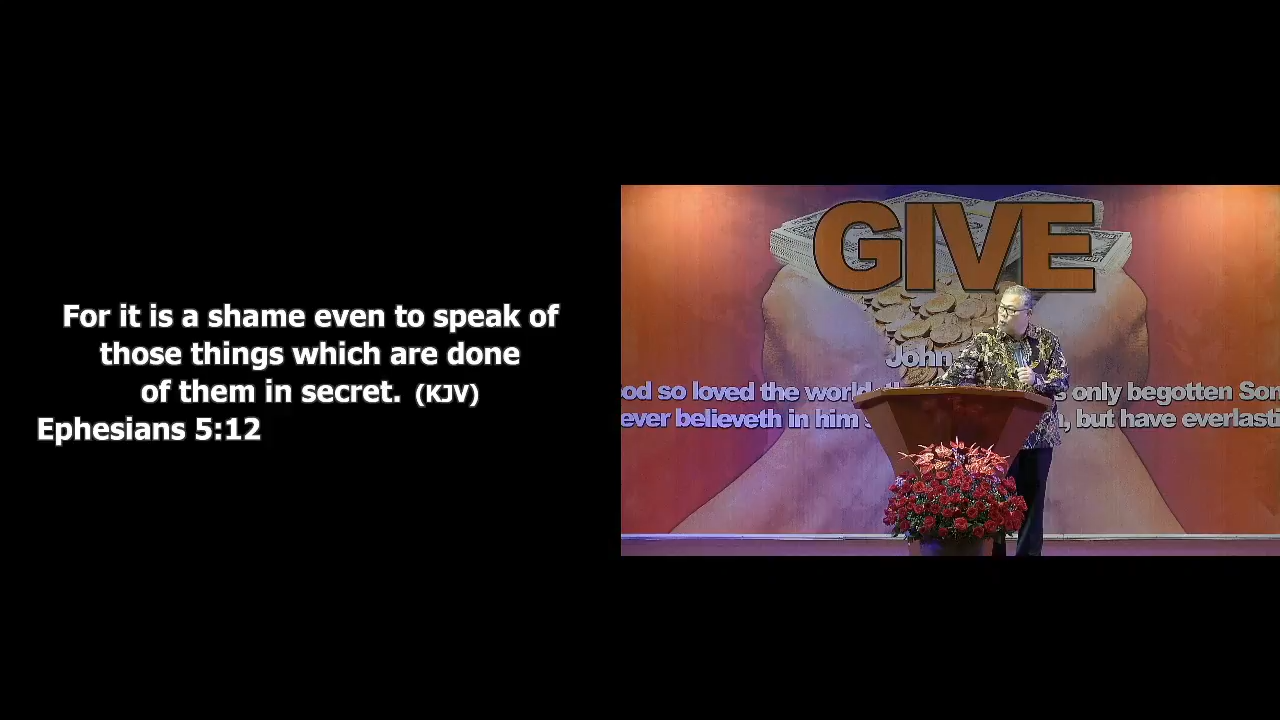 For it is a shame even to speak of
those things which are done
of them in secret. (KJV)
Ephesians 5:12
GIVE
John
od so loved the world only begotten Son
ever believeth in him but have everlasti